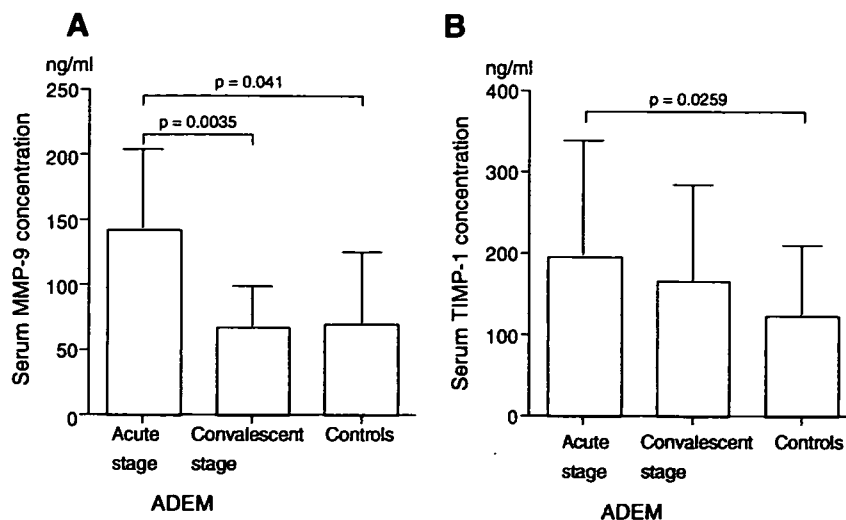 A
ng/ml
p = 0.041
p = 0.0035
250
200
150
100
50
0
Serum MMP-9 concentration
Acute stage
Convalescent stage
Controls
ADEM
B
ng/ml
p = 0.0259
400
300
200
100
0
Serum TIMP-1 concentration
Acute stage
Convalescent stage
Controls
ADEM